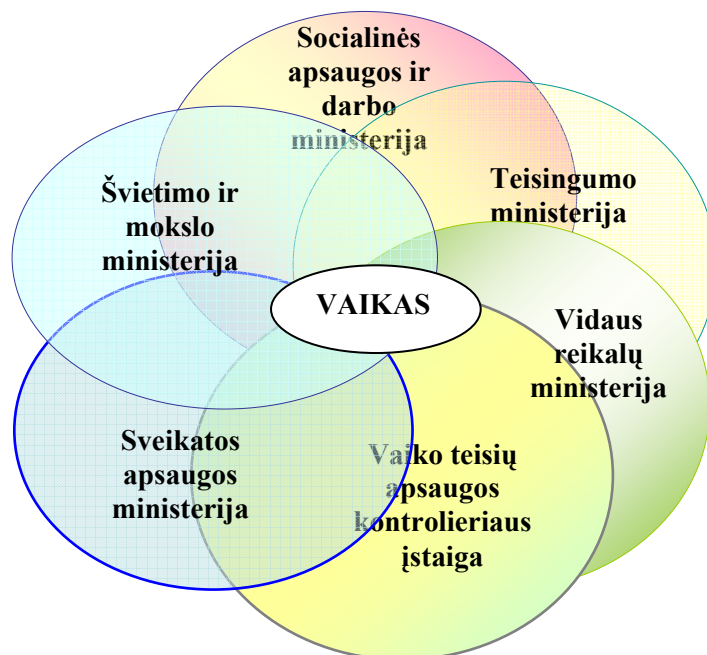 Socialinės
apsaugos ir
darbo
ministerija
Teisingumo
ministerija
Švietimo ir
mokslo
ministerija
VAIKAS
Vidaus
reikalų
ministerija
Sveikatos
apsaugos
ministerija
Vaiko teisių
apsaugos
kontrolieriaus
įstaiga